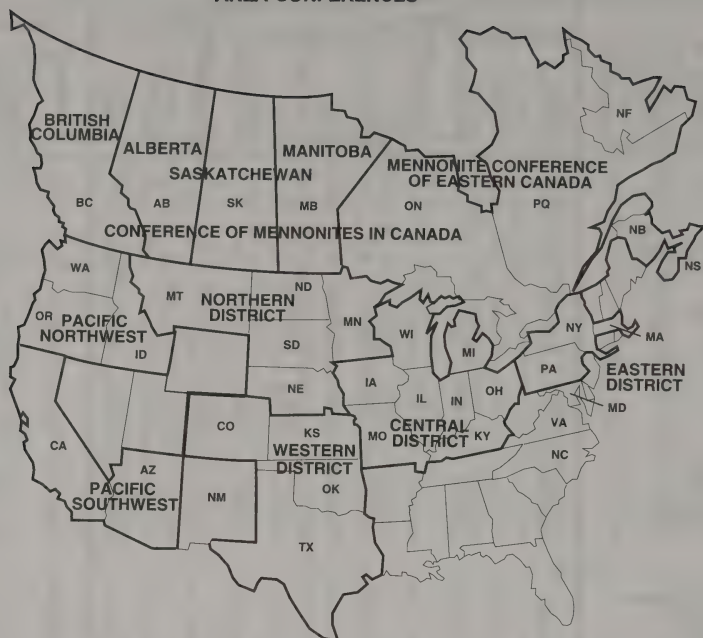 AREA CONFERENCES
NF
BRITISH
COLUMBIA
ALBERTA
MANITOBA
MENNONITE CONFERENCE
OF EASTERN CANADA
SASKATCHEWAN
BC
AB
SK
MB
ON
PQ
NB
CONFERENCE OF MENNONITES IN CANADA
NS
WA
MT
NORTHERN
DISTRICT
ND
OR
PACIFIC
NORTHWEST
ID
MN
WI
MI
NY
MA
SD
PA
EASTERN
DISTRICT
NE
IA
IL
IN
OH
MD
CO
KS
MO
CENTRAL
DISTRICT
KY
VA
CA
WESTERN
DISTRICT
NC
AZ
PACIFIC
SOUTHWEST
NM
OK
TX